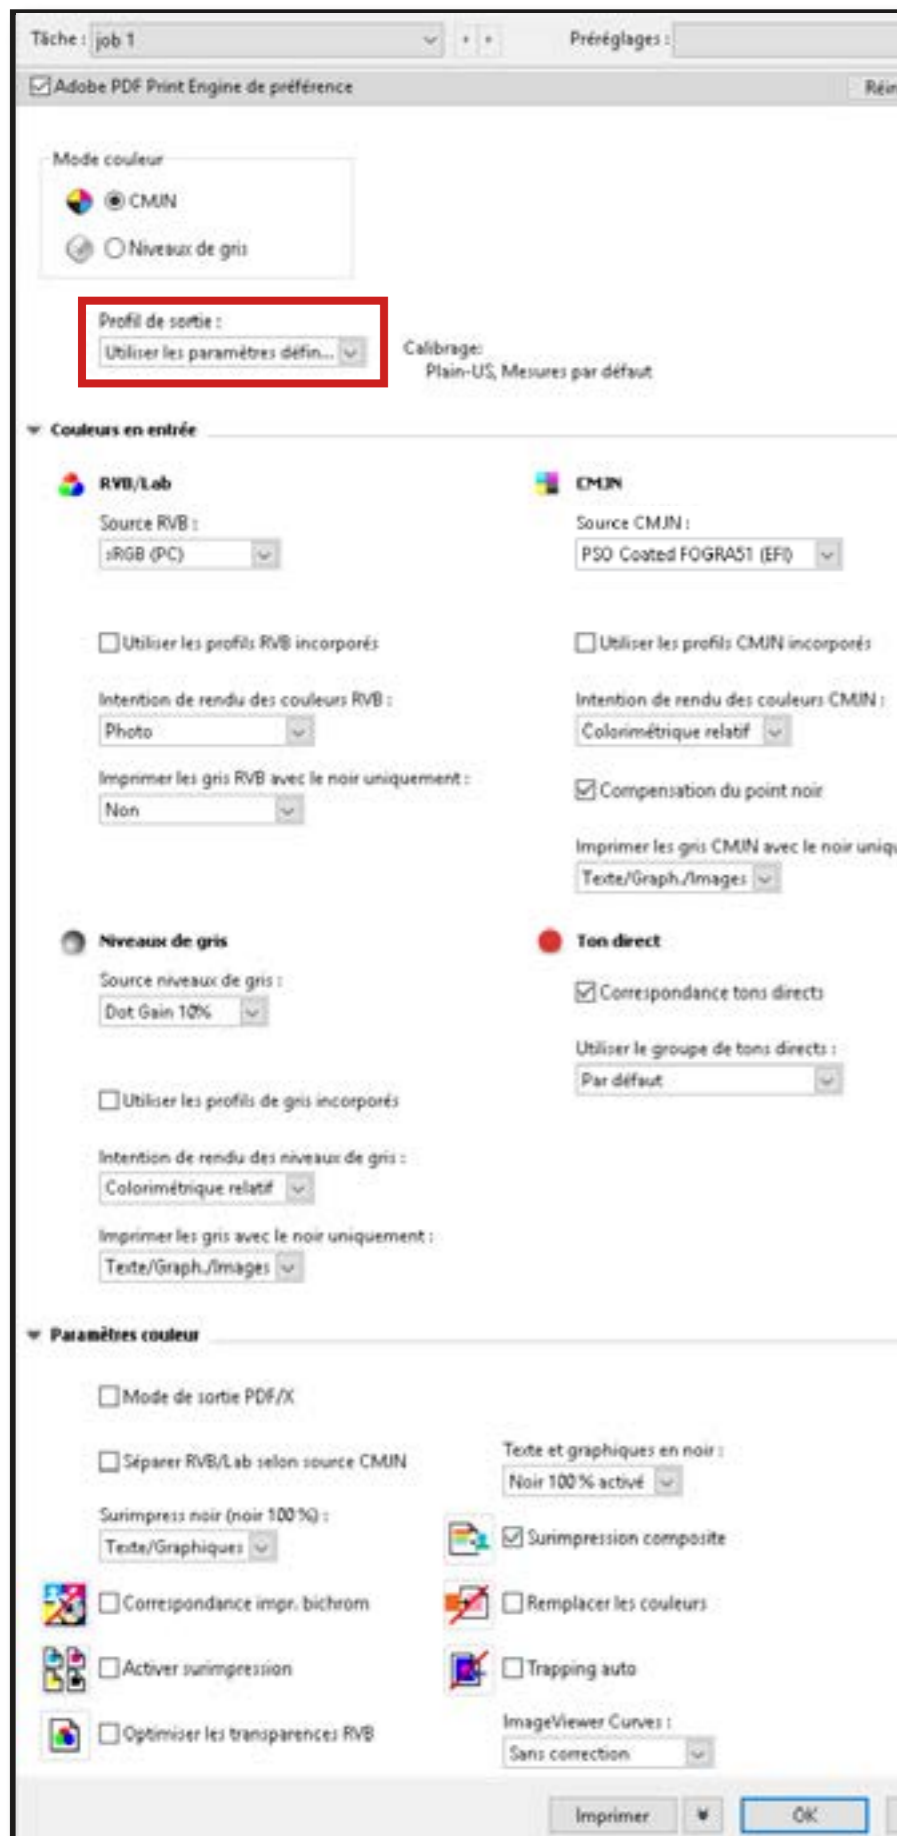 Tâche : job 1 Préréglages :
Adobe PDF Print Engine de préférence Réin
Mode couleur
CMJN
Niveaux de gris
Profil de sortie :
Utiliser les paramètres défin...
Calibrage:
Plain-US, Mesures par défaut
Couleurs en entrée
RVB/Lab
Source RVB :
sRGB (PC)
Utiliser les profils RVB incorporés
Intention de rendu des couleurs RVB :
Photo
Imprimer les gris RVB avec le noir uniquement :
Non
CMJN
Source CMJN :
PSO Coated FOGRA51 (EFI)
Utiliser les profils CMJN incorporés
Intention de rendu des couleurs CMJN :
Colorimétrique relatif
Compensation du point noir
Imprimer les gris CMJN avec le noir uniqu
Texte/Graph./Images
Niveaux de gris
Source niveaux de gris :
Dot Gain 10%
Utiliser les profils de gris incorporés
Intention de rendu des niveaux de gris :
Colorimétrique relatif
Imprimer les gris avec le noir uniquement :
Texte/Graph./Images
Ton direct
Correspondance tons directs
Utiliser le groupe de tons directs :
Par défaut
Paramètres couleur
Mode de sortie PDF/X
Séparer RVB/Lab selon source CMJN
Surimpress noir (noir 100%) :
Texte/Graphiques
Correspondance impr. bichrom
Activer surimpression
Optimiser les transparences RVB
Texte et graphiques en noir :
Noir 100% activé
Surimpression composite
Remplacer les couleurs
Trapping auto
ImageViewer Curves :
Sans correction
Imprimer OK